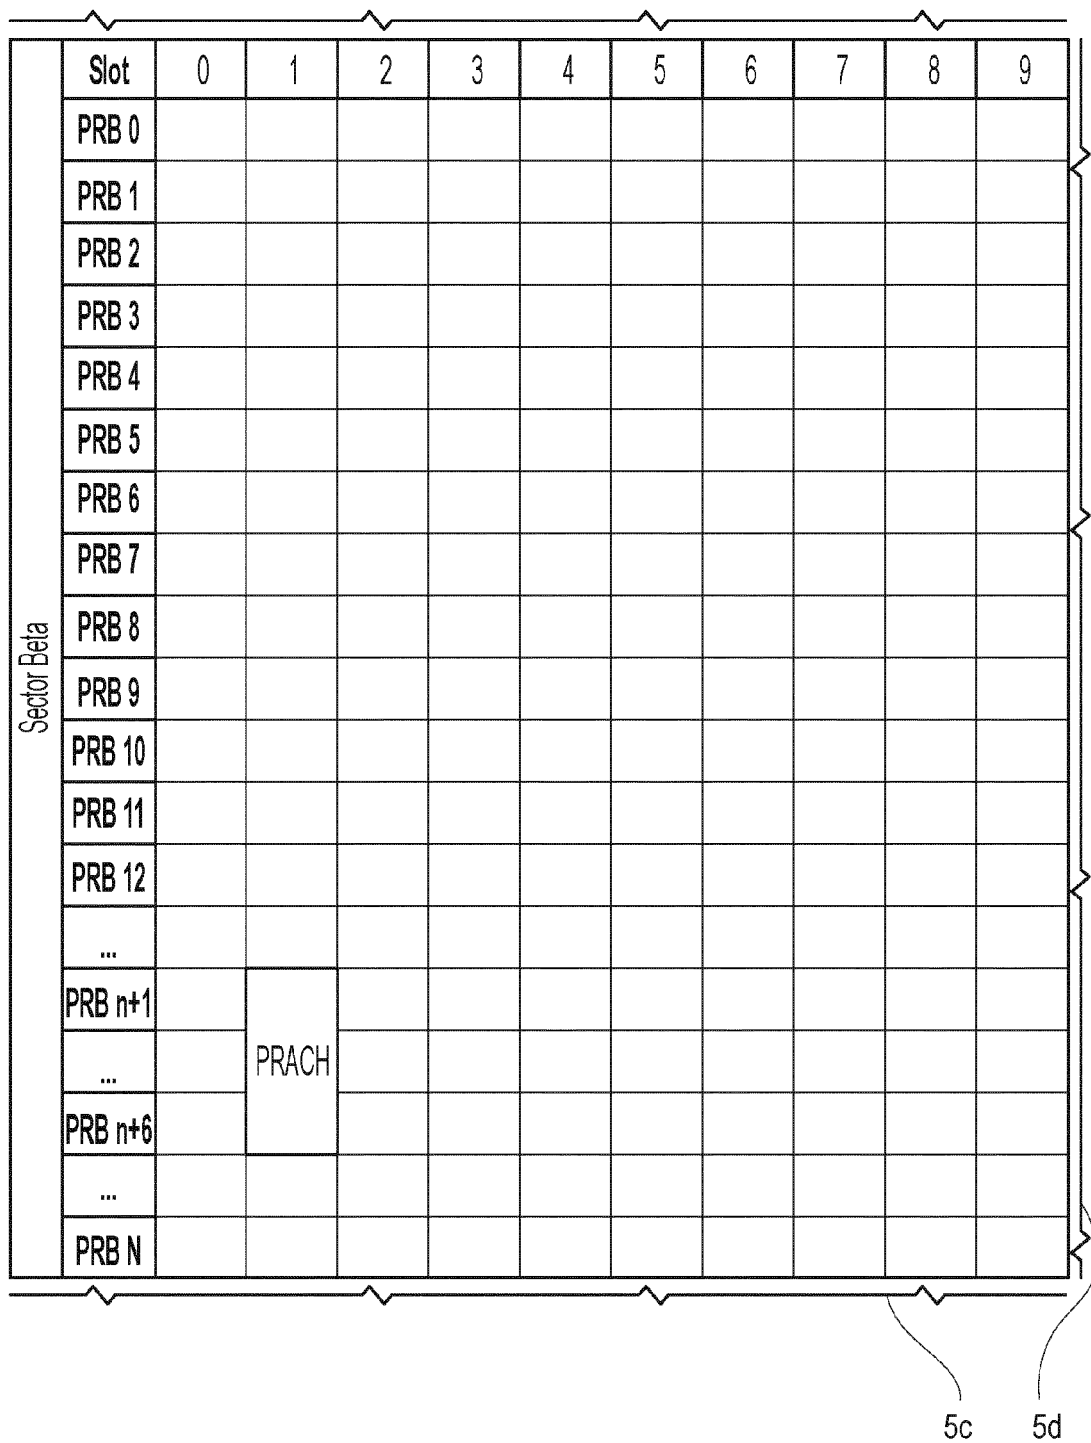 Sector Beta
Slot 0 1 2 3 4 5 6 7 8 9
PRB 0
PRB 1
PRB 2
PRB 3
PRB 4
PRB 5
PRB 6
PRB 7
PRB 8
PRB 9
PRB 10
PRB 11
PRB 12
...
PRB n+1
... PRACH
PRB n+6
...
PRB N
5c 5d